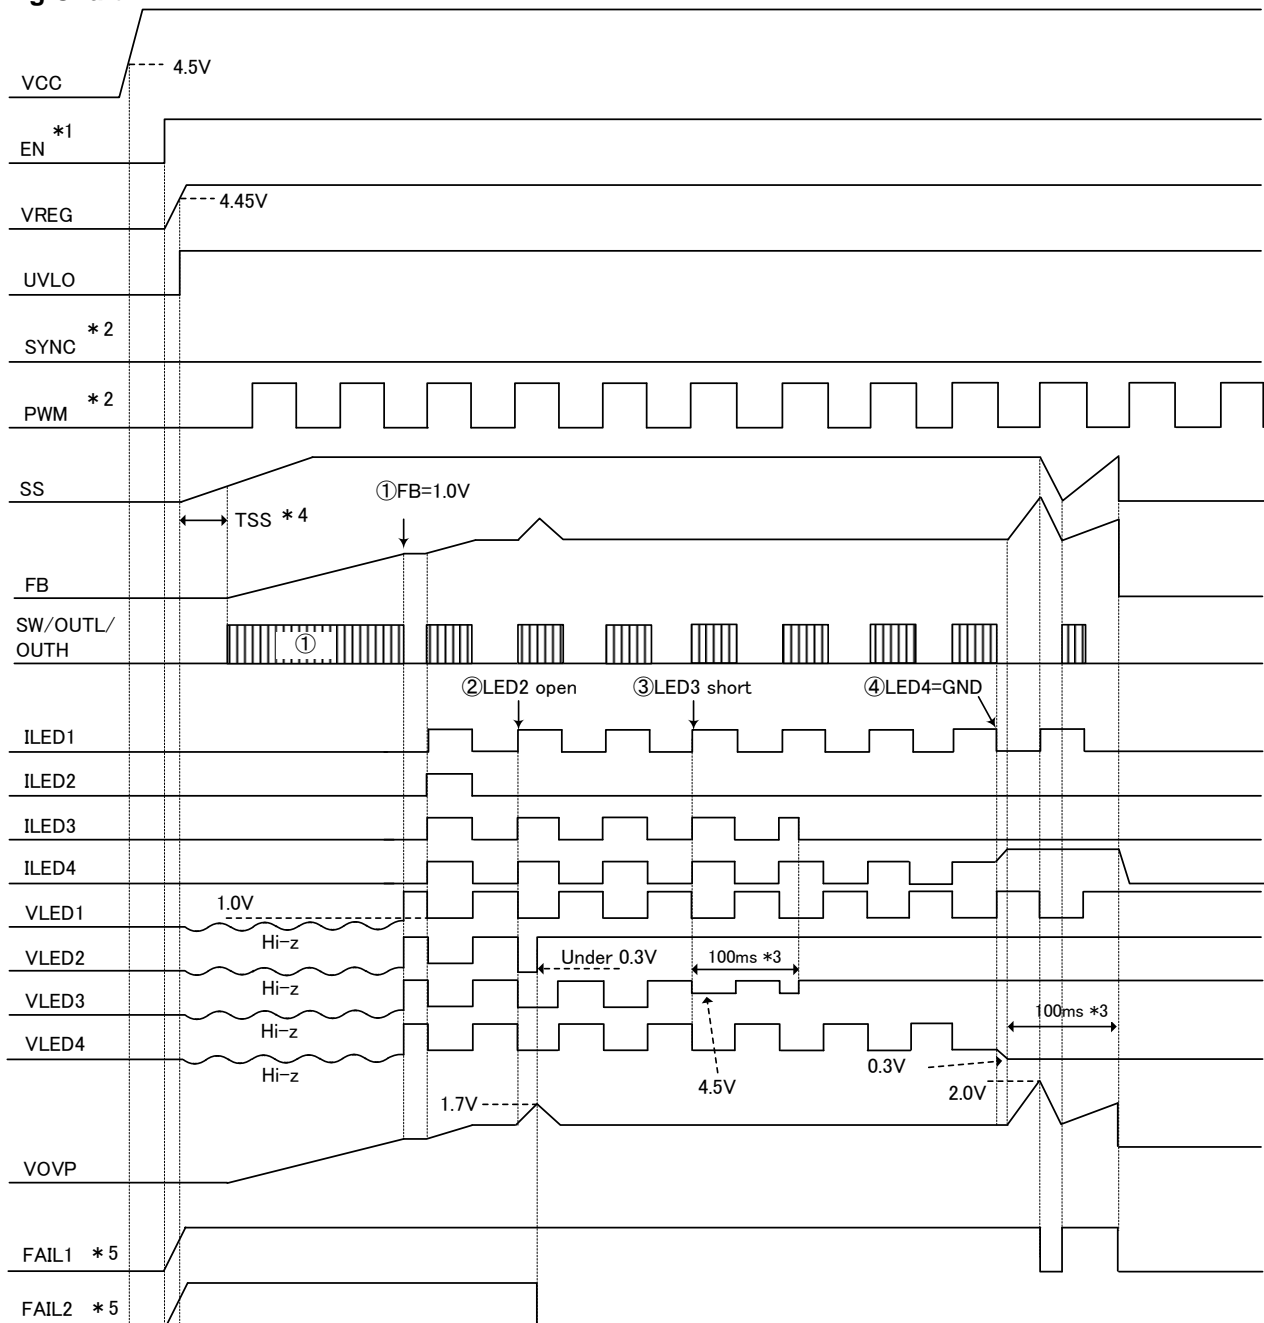 4.5V
VCC
EN *1
4.45V
VREG
UVLO
SYNC *2
PWM *2
SS
①FB=1.0V
TSS *4
FB
SW/OUTL/
OUTH
①
②LED2 open
③LED3 short
④LED4=GND
ILED1
ILED2
ILED3
ILED4
1.0V
VLED1
Hi-z
VLED2
Under 0.3V
100ms *3
Hi-z
VLED3
Hi-z
100ms *3
VLED4
Hi-z
0.3V
4.5V
2.0V
1.7V
VOVP
FAIL1 *5
FAIL2 *5